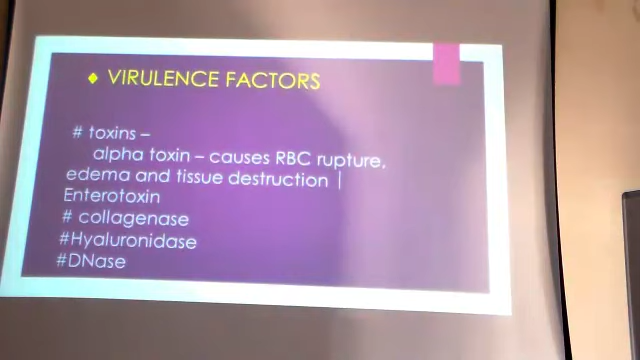 ◆ VIRULENCE FACTORS
# toxins –
alpha toxin – causes RBC rupture,
edema and tissue destruction |
Enterotoxin
# collagenase
#Hyaluronidase
#DNase